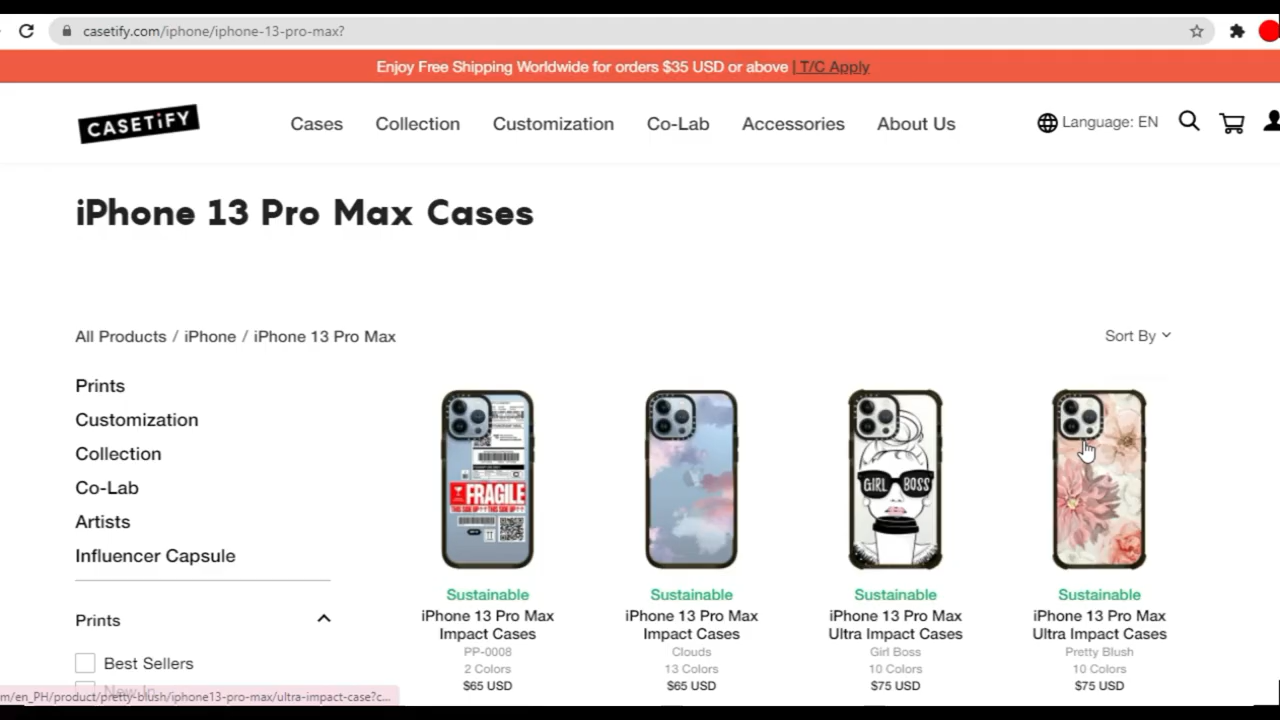 casetify.com/iphone/iphone-13-pro-max?
Enjoy Free Shipping Worldwide for orders $35 USD or above | T/C Apply
CASETiFY
Cases
Collection
Customization
Co-Lab
Accessories
About Us
Language: EN
iPhone 13 Pro Max Cases
All Products / iPhone / iPhone 13 Pro Max
Sort By
Prints
Customization
Collection
Co-Lab
Artists
Influencer Capsule
Prints
Best Sellers
New In
FRAGILE
GIRL BOSS
Sustainable
iPhone 13 Pro Max
Impact Cases
PP-0008
2 Colors
$65 USD
Sustainable
iPhone 13 Pro Max
Impact Cases
Clouds
13 Colors
$65 USD
Sustainable
iPhone 13 Pro Max
Ultra Impact Cases
Girl Boss
10 Colors
$75 USD
Sustainable
iPhone 13 Pro Max
Ultra Impact Cases
Pretty Blush
10 Colors
$75 USD
m/en_PH/product/pretty-blush/iphone13-pro-max/ultra-impact-case?c...